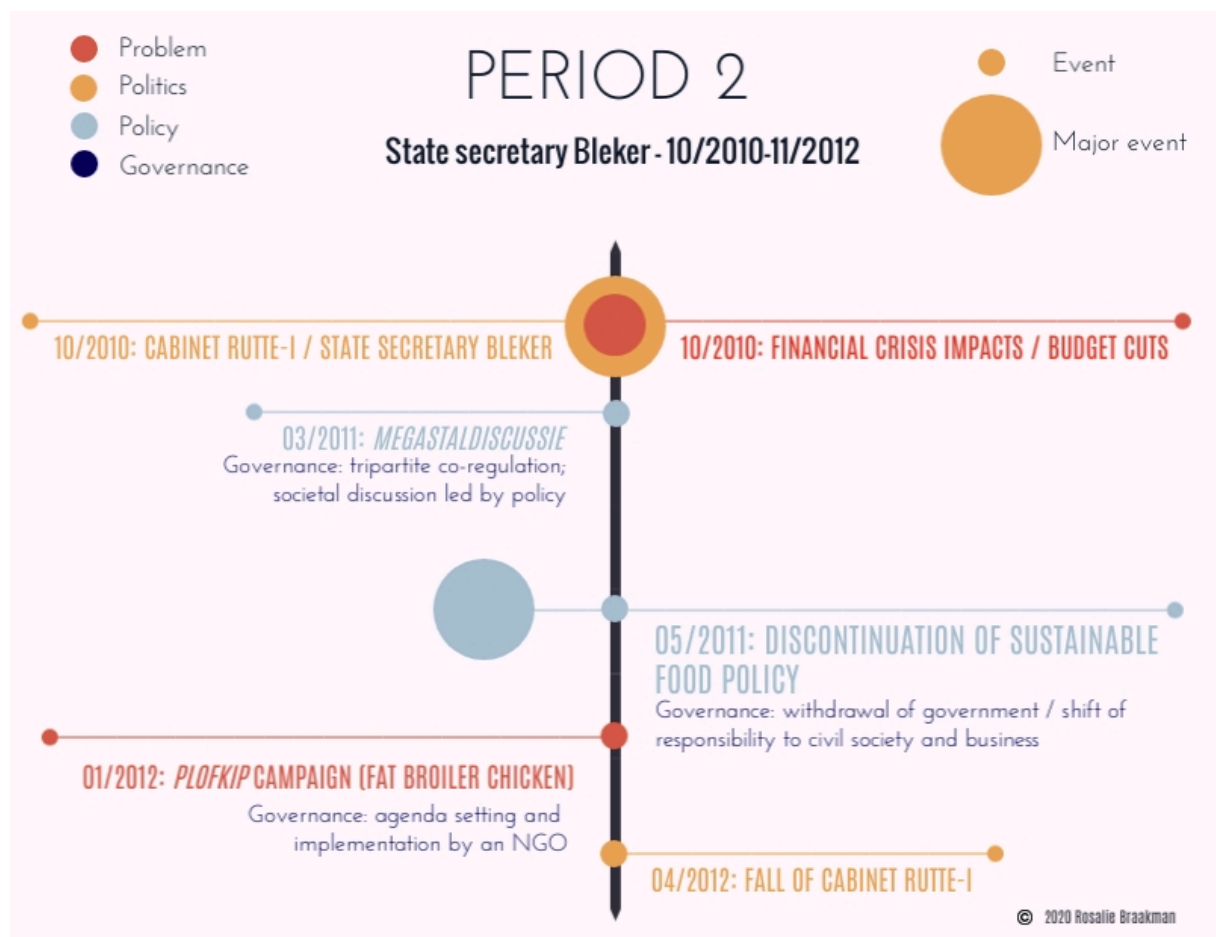 Problem
Politics
Policy
Governance
PERIOD 2
State secretary Bleker - 10/2010-11/2012
Event
Major event
10/2010: CABINET RUTTE-I / STATE SECRETARY BLEKER
10/2010: FINANCIAL CRISIS IMPACTS / BUDGET CUTS
03/2011: MEGASTALDISCUSSIE
Governance: tripartite co-regulation;
societal discussion led by policy
05/2011: DISCONTINUATION OF SUSTAINABLE
FOOD POLICY
Governance: withdrawal of government / shift of
responsibility to civil society and business
01/2012: PLOFKIP CAMPAIGN (FAT BROILER CHICKEN)
Governance: agenda setting and
implementation by an NGO
04/2012: FALL OF CABINET RUTTE-I
© 2020 Rosalie Braakman